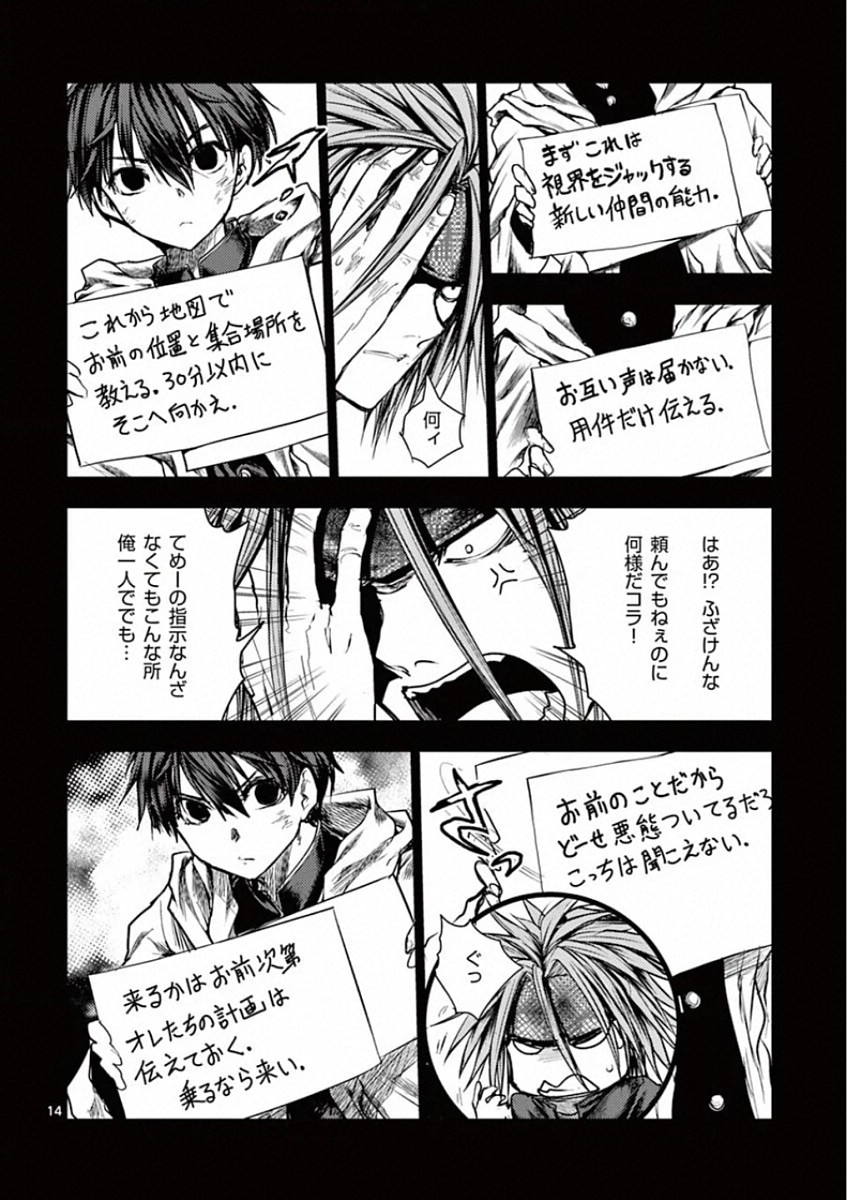 まずこれは
視界をジャックする
新しい仲間の能力.
お互い声は届かない.
用件だけ伝える.
何ィ
これから地図で
お前の位置と集合場所を
教える.30分以内に
そこへ向かえ.
はあ!? ふざけんな
頼んでもねぇのに
何様だコラ!
てめーの指示なんざ
なくてもこんな所
俺一人ででも…
お前のことだから
どーせ悪態ついてるだろ
こっちは聞こえない.
ぐっ
来るかはお前次第
オレたちの計画は
伝えておく.
乗るなら来い.
14